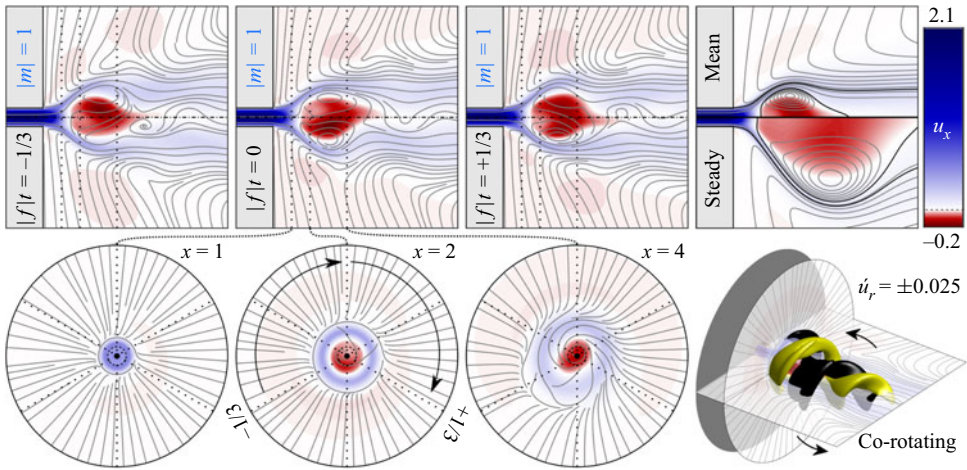 |m| = 1
|f|t = −1/3
|m| = 1
|f|t = 0
|m| = 1
|f|t = +1/3
Mean
Steady
2.1
u_x
−0.2
x = 1
x = 2
x = 4
−1/3
+1/3
ú_r = ±0.025
Co-rotating